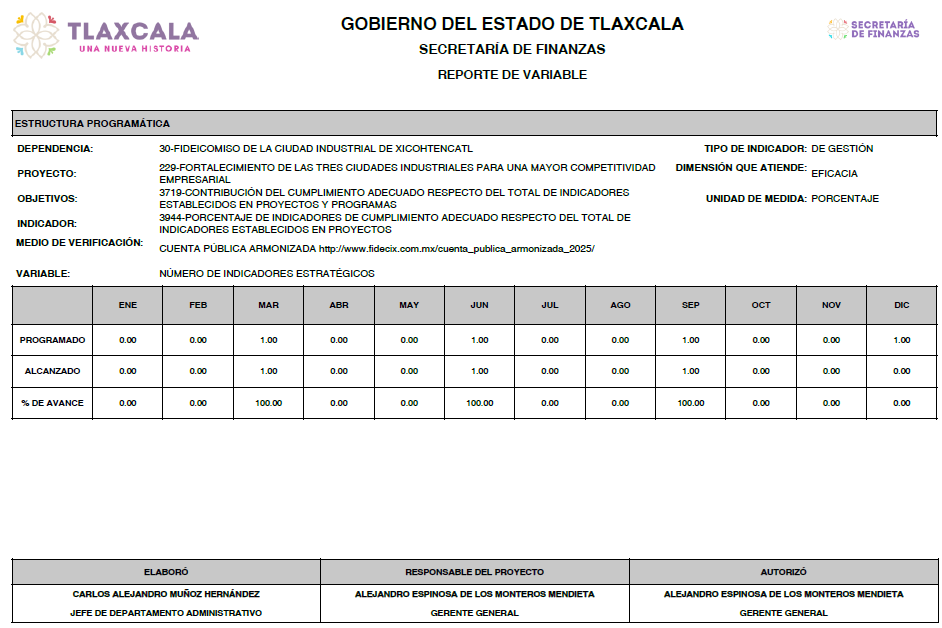 TLAXCALA
UNA NUEVA HISTORIA
GOBIERNO DEL ESTADO DE TLAXCALA
SECRETARÍA DE FINANZAS
REPORTE DE VARIABLE
SECRETARÍA
DE FINANZAS
ESTRUCTURA PROGRAMÁTICA
DEPENDENCIA: 30-FIDEICOMISO DE LA CIUDAD INDUSTRIAL DE XICOHTENCATL TIPO DE INDICADOR: DE GESTIÓN
PROYECTO: 229-FORTALECIMIENTO DE LAS TRES CIUDADES INDUSTRIALES PARA UNA MAYOR COMPETITIVIDAD
EMPRESARIAL DIMENSIÓN QUE ATIENDE: EFICACIA
OBJETIVOS: 3719-CONTRIBUCIÓN DEL CUMPLIMIENTO ADECUADO RESPECTO DEL TOTAL DE INDICADORES
ESTABLECIDOS EN PROYECTOS Y PROGRAMAS UNIDAD DE MEDIDA: PORCENTAJE
INDICADOR: 3944-PORCENTAJE DE INDICADORES DE CUMPLIMIENTO ADECUADO RESPECTO DEL TOTAL DE
INDICADORES ESTABLECIDOS EN PROYECTOS
MEDIO DE VERIFICACIÓN: CUENTA PÚBLICA ARMONIZADA http://www.fidecix.com.mx/cuenta_publica_armonizada_2025/
VARIABLE: NÚMERO DE INDICADORES ESTRATÉGICOS
ENE FEB MAR ABR MAY JUN JUL AGO SEP OCT NOV DIC
PROGRAMADO 0.00 0.00 1.00 0.00 0.00 1.00 0.00 0.00 1.00 0.00 0.00 1.00
ALCANZADO 0.00 0.00 1.00 0.00 0.00 1.00 0.00 0.00 1.00 0.00 0.00 0.00
% DE AVANCE 0.00 0.00 100.00 0.00 0.00 100.00 0.00 0.00 100.00 0.00 0.00 0.00
ELABORÓ RESPONSABLE DEL PROYECTO AUTORIZÓ
CARLOS ALEJANDRO MUÑOZ HERNÁNDEZ ALEJANDRO ESPINOSA DE LOS MONTEROS MENDIETA ALEJANDRO ESPINOSA DE LOS MONTEROS MENDIETA
JEFE DE DEPARTAMENTO ADMINISTRATIVO GERENTE GENERAL GERENTE GENERAL